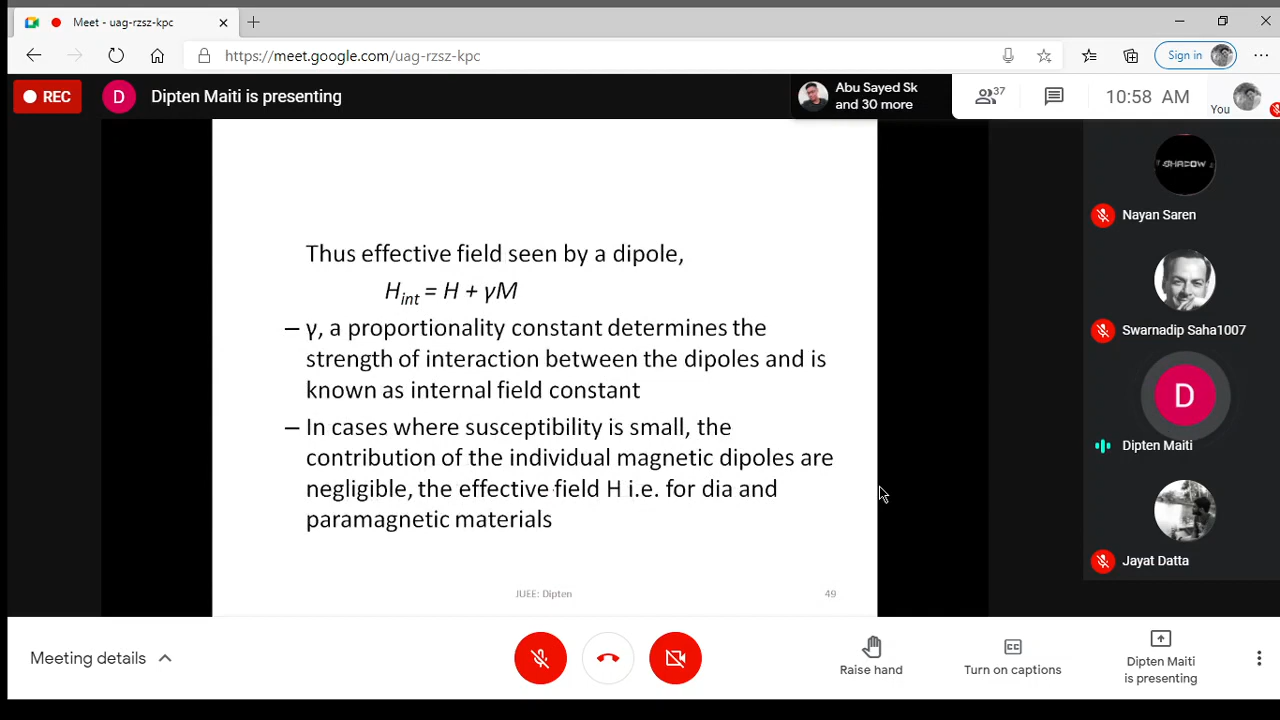 Meet - uag-rzsz-kpc
https://meet.google.com/uag-rzsz-kpc
Sign in
REC
D
Dipten Maiti is presenting
Abu Sayed Sk
and 30 more
37
10:58 AM
You
Thus effective field seen by a dipole,
H_int = H + γM
– γ, a proportionality constant determines the
strength of interaction between the dipoles and is
known as internal field constant
– In cases where susceptibility is small, the
contribution of the individual magnetic dipoles are
negligible, the effective field H i.e. for dia and
paramagnetic materials
JUEE: Dipten
49
SHADOW
Nayan Saren
Swarnadip Saha1007
D
Dipten Maiti
Jayat Datta
Meeting details
Raise hand
CC
Turn on captions
Dipten Maiti
is presenting